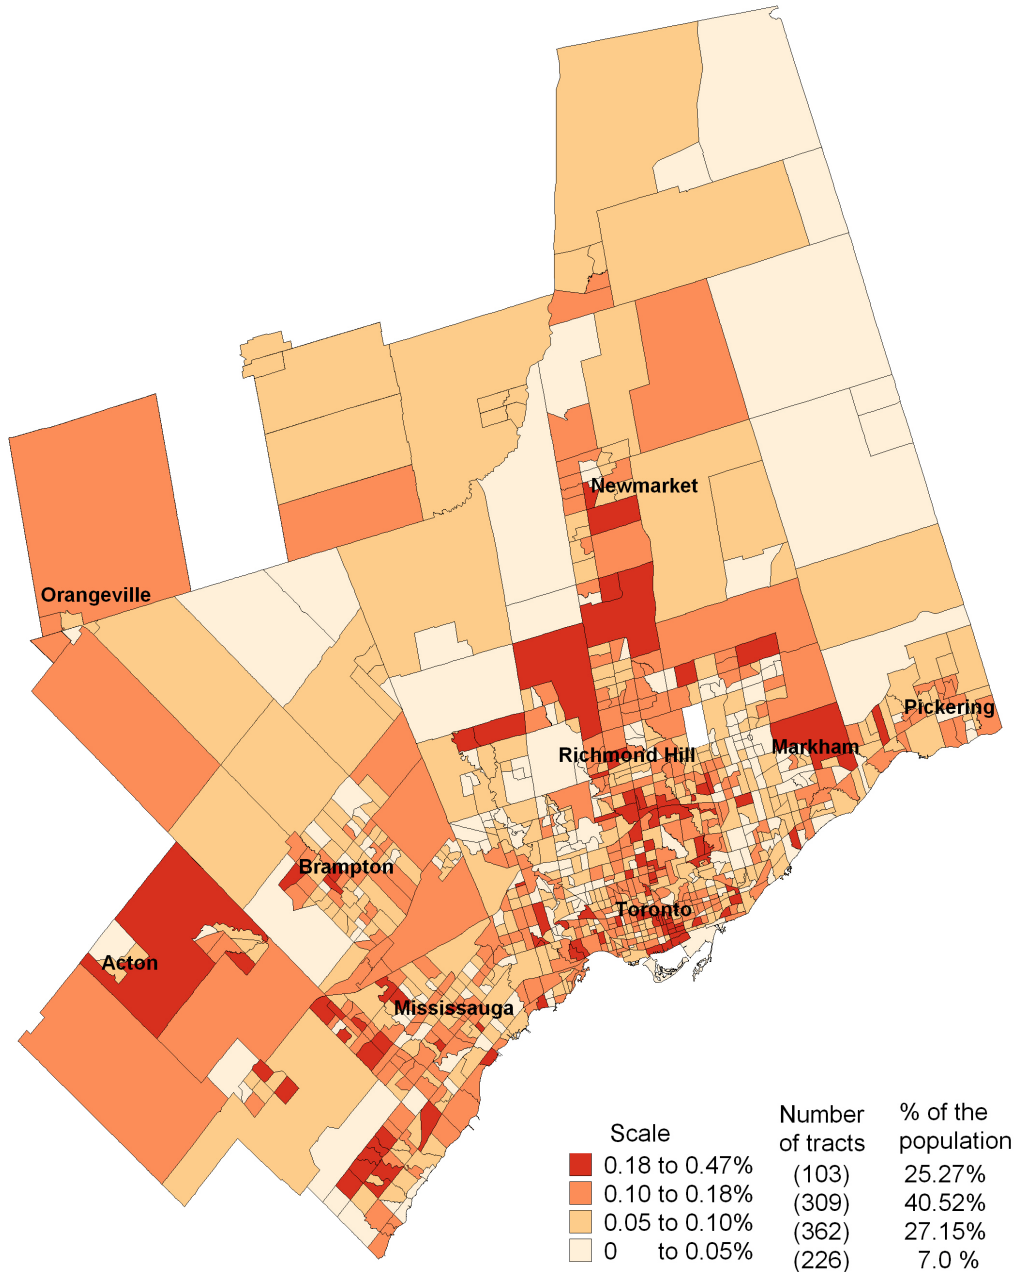 Newmarket
Orangeville
Pickering
Markham
Richmond Hill
Brampton
Toronto
Acton
Mississauga
Scale
Number of tracts
% of the population
0.18 to 0.47% (103) 25.27%
0.10 to 0.18% (309) 40.52%
0.05 to 0.10% (362) 27.15%
0 to 0.05% (226) 7.0 %